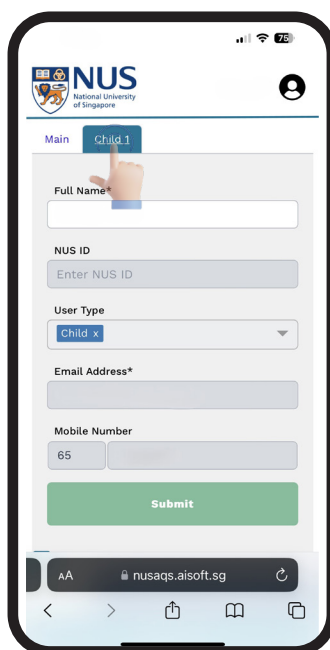 75
NUS
National University
of Singapore
Main Child 1
Full Name*
NUS ID
Enter NUS ID
User Type
Child x
Email Address*
Mobile Number
65
Submit
AA nusaqs.aisoft.sg